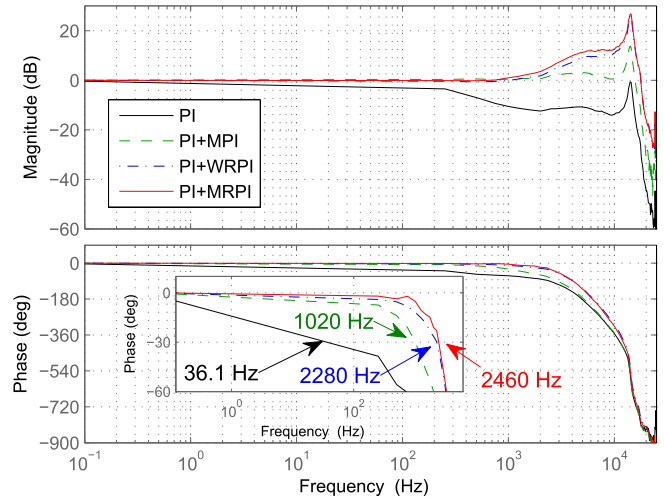 20
0
−20
−40
−60
Magnitude (dB)
PI
PI+MPI
PI+WRPI
PI+MRPI
0
−180
−360
−540
−720
−900
Phase (deg)
0
−30
−60
Phase (deg)
10^0
10^2
Frequency (Hz)
36.1 Hz
1020 Hz
2280 Hz
2460 Hz
10^−1
10^0
10^1
10^2
10^3
10^4
Frequency (Hz)